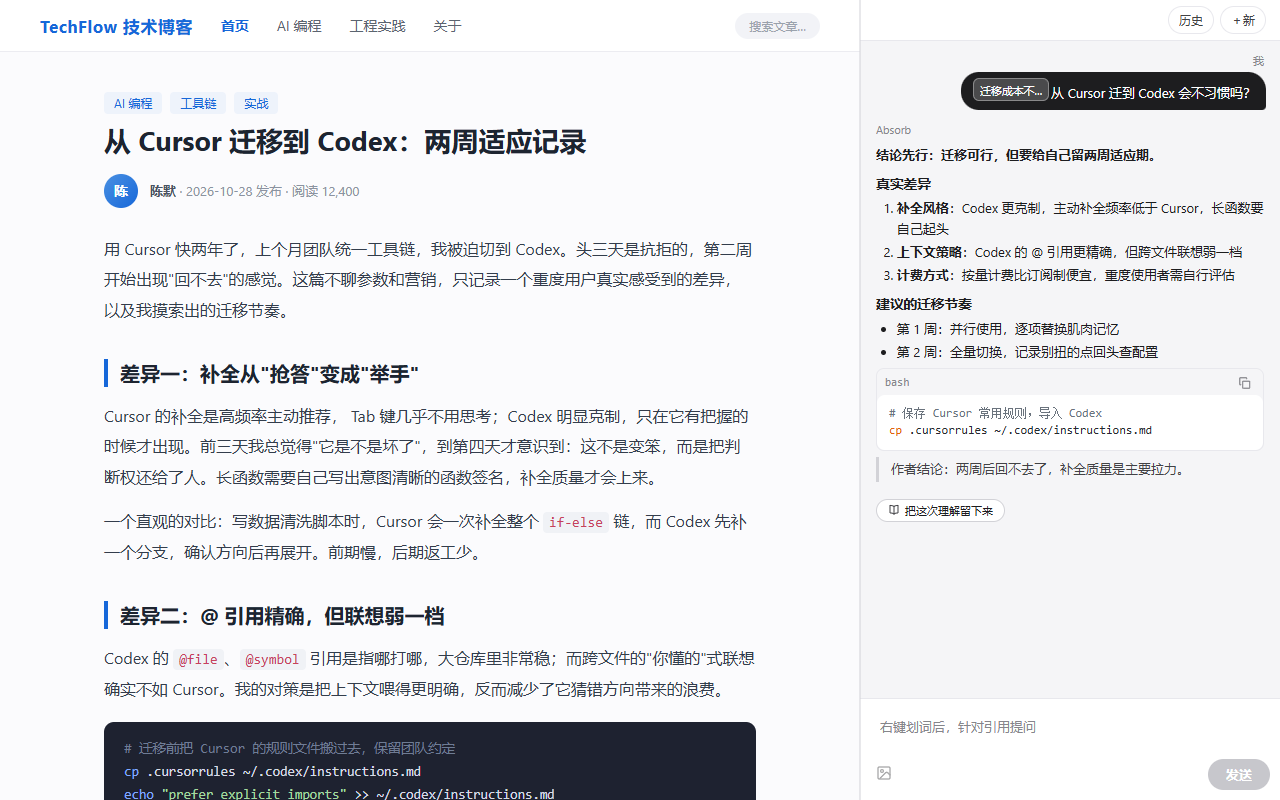 TechFlow 技术博客 首页 AI 编程 工程实践 关于 搜索文章...
AI 编程 工具链 实战
从 Cursor 迁移到 Codex：两周适应记录
陈 陈默 · 2026-10-28 发布 · 阅读 12,400
用 Cursor 快两年了，上个月团队统一工具链，我被迫切到 Codex。头三天是抗拒的，第二周
开始出现"回不去"的感觉。这篇不聊参数和营销，只记录一个重度用户真实感受到的差异，
以及我摸索出的迁移节奏。
差异一：补全从"抢答"变成"举手"
Cursor 的补全是高频率主动推荐， Tab 键几乎不用思考；Codex 明显克制，只在它有把握的
时候才出现。前三天我总觉得"它是不是坏了"，到第四天才意识到：这不是变笨，而是把判
断权还给了人。长函数需要自己写出意图清晰的函数签名，补全质量才会上来。
一个直观的对比：写数据清洗脚本时，Cursor 会一次补全整个 if-else 链，而 Codex 先补
一个分支，确认方向后再展开。前期慢，后期返工少。
差异二：@ 引用精确，但联想弱一档
Codex 的 @file 、@symbol 引用是指哪打哪，大仓库里非常稳；而跨文件的"你懂的"式联想
确实不如 Cursor。我的对策是把上下文喂得更明确，反而减少了它猜错方向带来的浪费。
# 迁移前把 Cursor 的规则文件搬过去，保留团队约定
cp .cursorrules ~/.codex/instructions.md
echo "prefer explicit imports" >> ~/.codex/instructions.md
历史 + 新
我
迁移成本不... 从 Cursor 迁到 Codex 会不习惯吗？
Absorb
结论先行：迁移可行，但要给自己留两周适应期。
真实差异
1. 补全风格：Codex 更克制，主动补全频率低于 Cursor，长函数要
自己起头
2. 上下文策略：Codex 的 @ 引用更精确，但跨文件联想弱一档
3. 计费方式：按量计费比订阅制便宜，重度使用者需自行评估
建议的迁移节奏
• 第 1 周：并行使用，逐项替换肌肉记忆
• 第 2 周：全量切换，记录别扭的点回头查配置
bash
# 保存 Cursor 常用规则，导入 Codex
cp .cursorrules ~/.codex/instructions.md
作者结论：两周后回不去了，补全质量是主要拉力。
把这次理解留下来
右键划词后，针对引用提问
发送